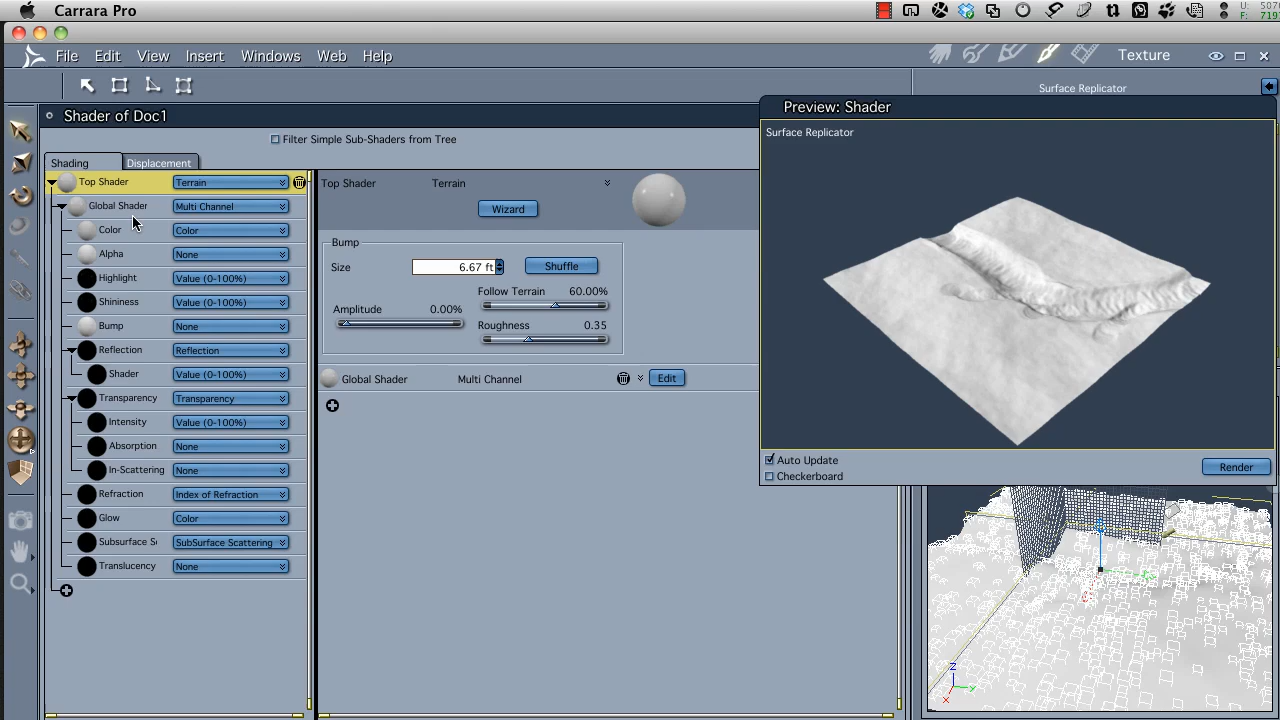 Carrara Pro
File Edit View Insert Windows Web Help
Texture
Surface Replicator
Shader of Doc1
Filter Simple Sub-Shaders from Tree
Shading Displacement
Top Shader Terrain
Global Shader Multi Channel
Color Color
Alpha None
Highlight Value (0-100%)
Shininess Value (0-100%)
Bump None
Reflection Reflection
Shader Value (0-100%)
Transparency Transparency
Intensity Value (0-100%)
Absorption None
In-Scattering None
Refraction Index of Refraction
Glow Color
Subsurface SubSurface Scattering
Translucency None
Top Shader Terrain
Wizard
Bump
Size 6.67 ft Shuffle
Follow Terrain 60.00%
Amplitude 0.00%
Roughness 0.35
Global Shader Multi Channel Edit
Preview: Shader
Surface Replicator
Auto Update
Checkerboard
Render
Z
Y
X